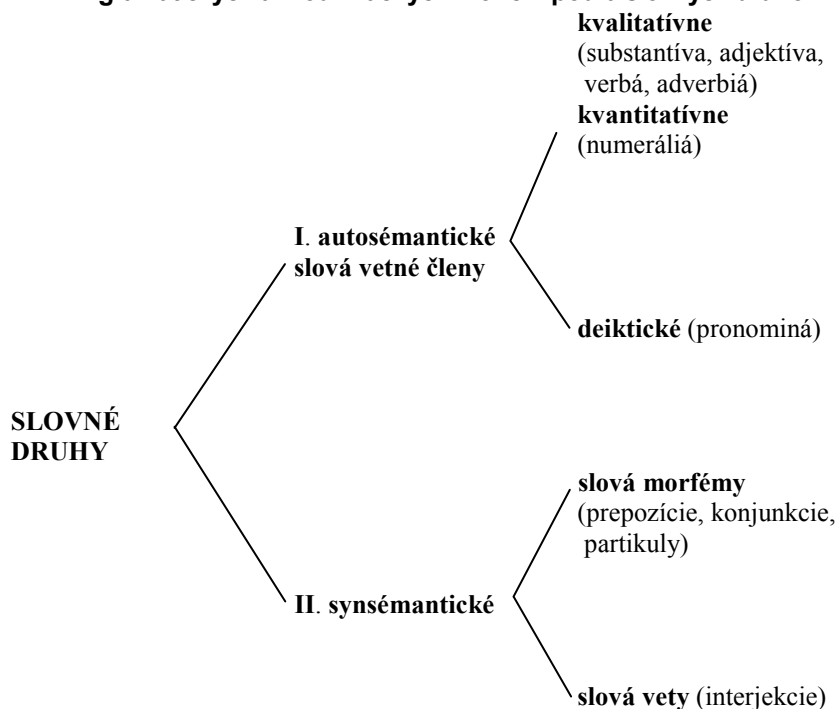 kvalitatívne
(substantíva, adjektíva,
verbá, adverbiá)
kvantitatívne
(numeráliá)
I. autosémantické
slová vetné členy
deiktické (pronominá)
SLOVNÉ
DRUHY
slová morfémy
(prepozície, konjunkcie,
partikuly)
II. synsémantické
slová vety (interjekcie)